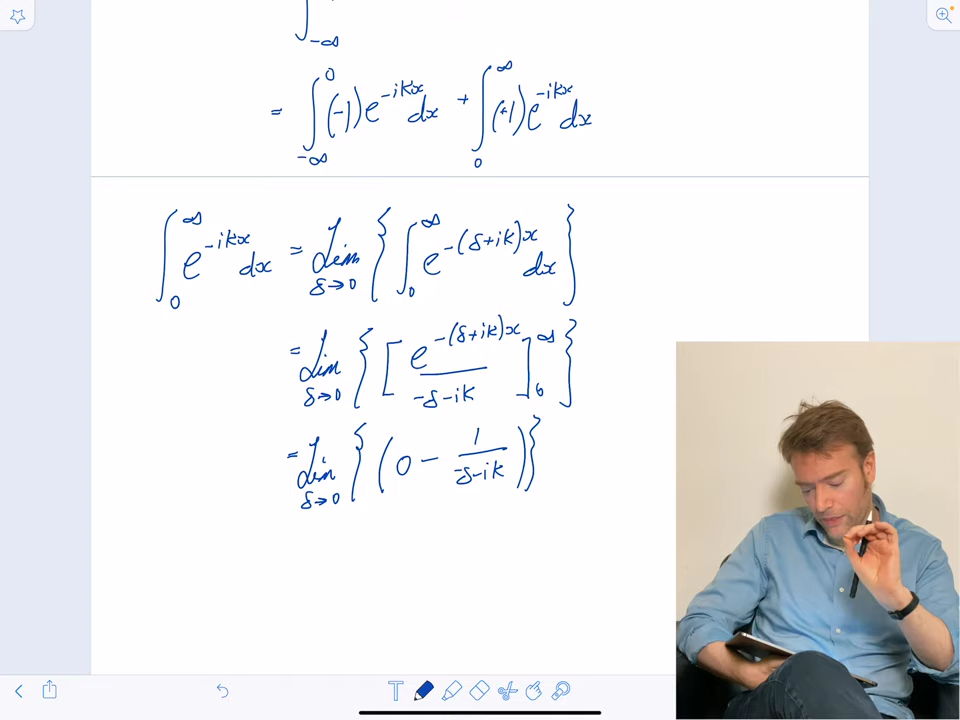 ∫_{-∞}
= ∫_{-∞}^{0} (-1) e^{-ikx} dx + ∫_{0}^{∞} (+1) e^{-ikx} dx
∫_{0}^{∞} e^{-ikx} dx = Lim_{δ→0} { ∫_{0}^{∞} e^{-(δ+ik)x} dx }
= Lim_{δ→0} { [ e^{-(δ+ik)x} / -δ-ik ]_{0}^{∞} }
= Lim_{δ→0} { ( 0 - 1 / -δ-ik ) }
T